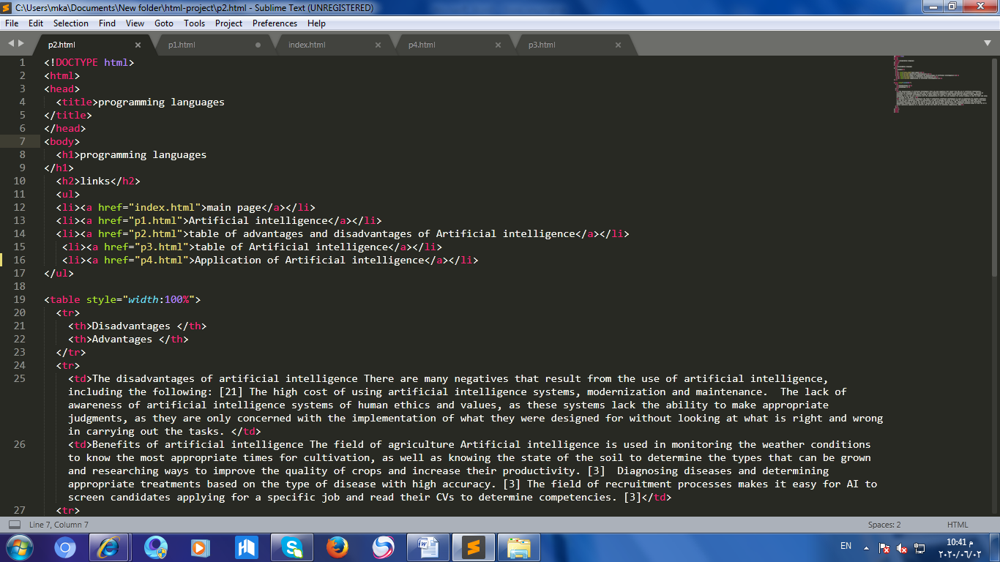 C:\Users\mka\Documents\New folder\html-project\p2.html - Sublime Text (UNREGISTERED)
File Edit Selection Find View Goto Tools Project Preferences Help
p2.html p1.html index.html p4.html p3.html
1 <!DOCTYPE html>
2 <html>
3 <head>
4 <title>programming languages
5 </title>
6 </head>
7 <body>
8 <h1>programming languages
9 </h1>
10 <h2>links</h2>
11 <ul>
12 <li><a href="index.html">main page</a></li>
13 <li><a href="p1.html">Artificial intelligence</a></li>
14 <li><a href="p2.html">table of advantages and disadvantages of Artificial intelligence</a></li>
15 <li><a href="p3.html">table of Artificial intelligence</a></li>
16 <li><a href="p4.html">Application of Artificial intelligence</a></li>
17 </ul>
18
19 <table style="width:100%">
20 <tr>
21 <th>Disadvantages </th>
22 <th>Advantages </th>
23 </tr>
24 <tr>
25 <td>The disadvantages of artificial intelligence There are many negatives that result from the use of artificial intelligence,
including the following: [21] The high cost of using artificial intelligence systems, modernization and maintenance.  The lack of
awareness of artificial intelligence systems of human ethics and values, as these systems lack the ability to make appropriate
judgments, as they are only concerned with the implementation of what they were designed for without looking at what is right and wrong
in carrying out the tasks. </td>
26 <td>Benefits of artificial intelligence The field of agriculture Artificial intelligence is used in monitoring the weather conditions
to know the most appropriate times for cultivation, as well as knowing the state of the soil to determine the types that can be grown
and researching ways to improve the quality of crops and increase their productivity. [3]  Diagnosing diseases and determining
appropriate treatments based on the type of disease with high accuracy. [3] The field of recruitment processes makes it easy for AI to
screen candidates applying for a specific job and read their CVs to determine competencies. [3]</td>
27 <tr>
Line 7, Column 7 Spaces: 2 HTML
EN 10:41 م
٢٠٢٠/٠٦/٠٢